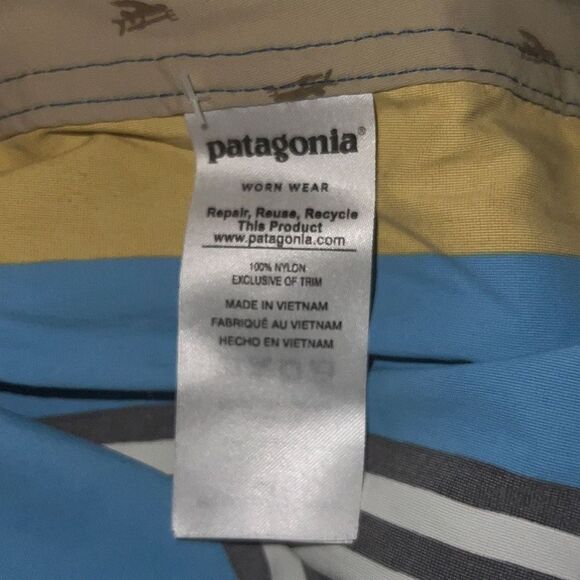 patagonia®
WORN WEAR
Repair, Reuse, Recycle
This Product
www.patagonia.com
100% NYLON
EXCLUSIVE OF TRIM
MADE IN VIETNAM
FABRIQUÉ AU VIETNAM
HECHO EN VIETNAM